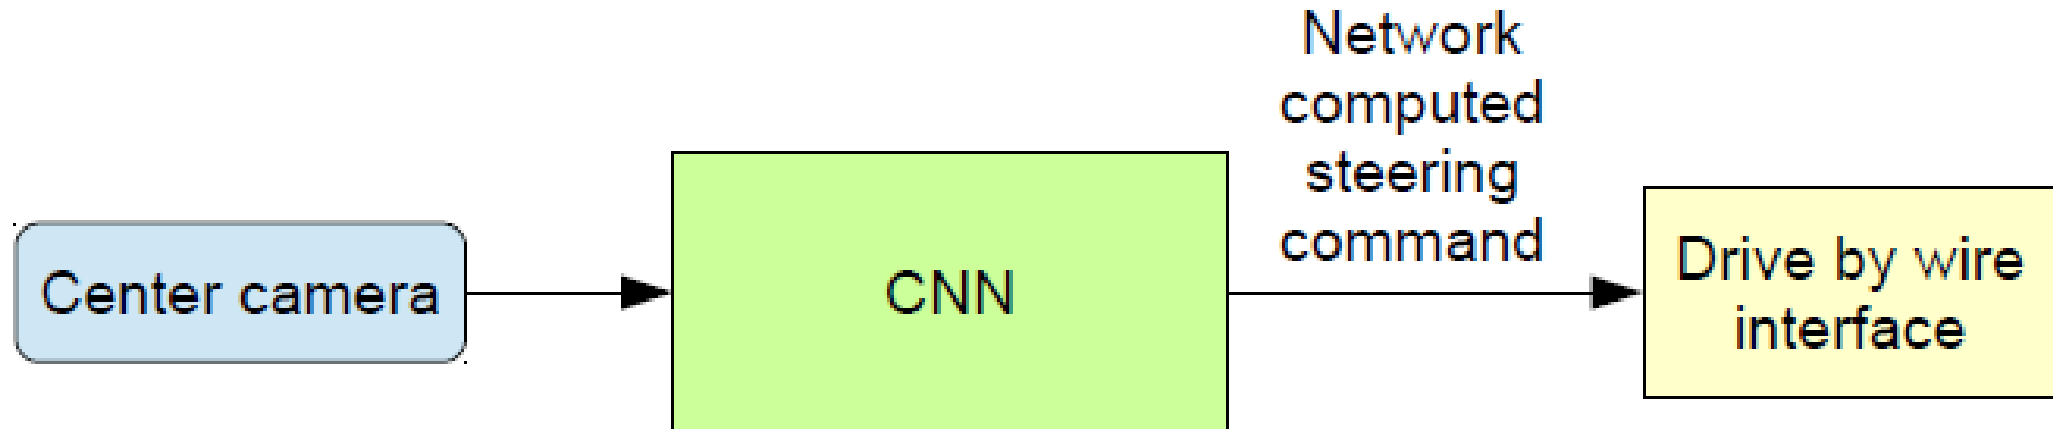 Center camera
CNN
Network
computed
steering
command
Drive by wire
interface